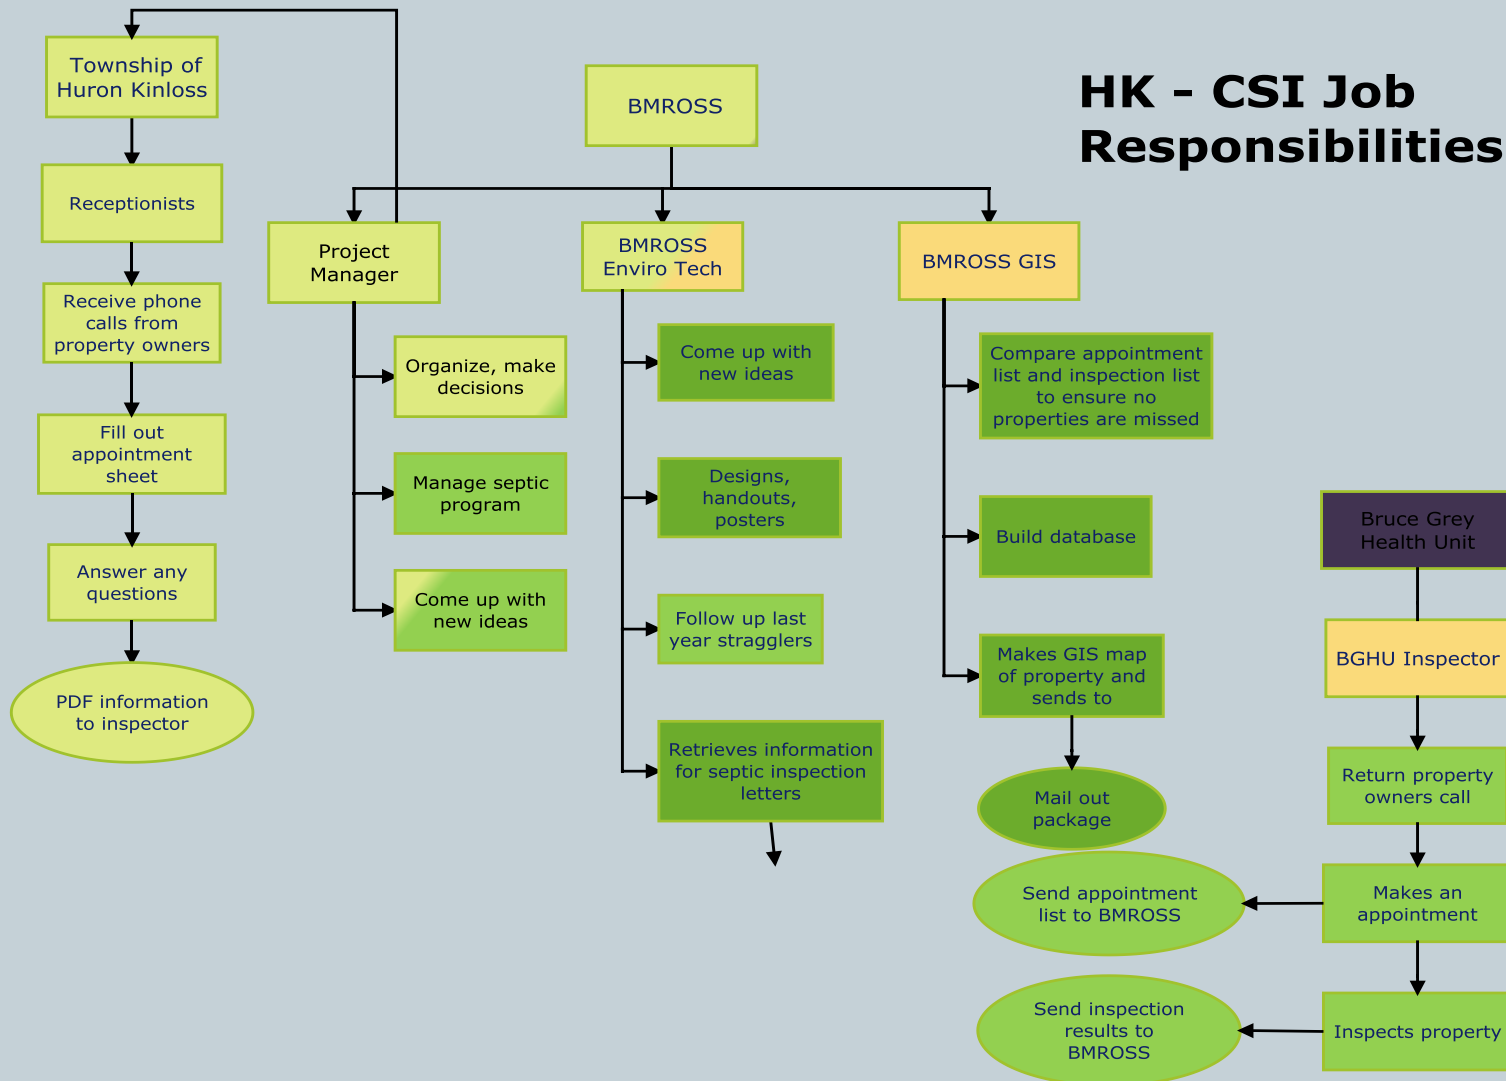 HK – CSI Job
Responsibilities
Township of
Huron Kinloss
Receptionists
Receive phone
calls from
property owners
Fill out
appointment
sheet
Answer any
questions
PDF information
to inspector
BMROSS
Project
Manager
Organize, make
decisions
Manage septic
program
Come up with
new ideas
BMROSS
Enviro Tech
Come up with
new ideas
Designs,
handouts,
posters
Follow up last
year stragglers
Retrieves information
for septic inspection
letters
BMROSS GIS
Compare appointment
list and inspection list
to ensure no
properties are missed
Build database
Makes GIS map
of property and
sends to
Mail out
package
Bruce Grey
Health Unit
BGHU Inspector
Return property
owners call
Makes an
appointment
Send appointment
list to BMROSS
Inspects property
Send inspection
results to
BMROSS